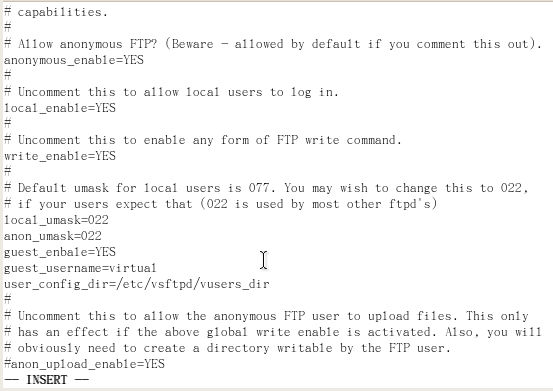 # capabilities.
#
# Allow anonymous FTP? (Beware - allowed by default if you comment this out).
anonymous_enable=YES
#
# Uncomment this to allow local users to log in.
local_enable=YES
#
# Uncomment this to enable any form of FTP write command.
write_enable=YES
#
# Default umask for local users is 077. You may wish to change this to 022,
# if your users expect that (022 is used by most other ftpd's)
local_umask=022
anon_umask=022
guest_enbale=YES
guest_username=virtual
user_config_dir=/etc/vsftpd/vusers_dir
#
# Uncomment this to allow the anonymous FTP user to upload files. This only
# has an effect if the above global write enable is activated. Also, you will
# obviously need to create a directory writable by the FTP user.
#anon_upload_enable=YES
-- INSERT --